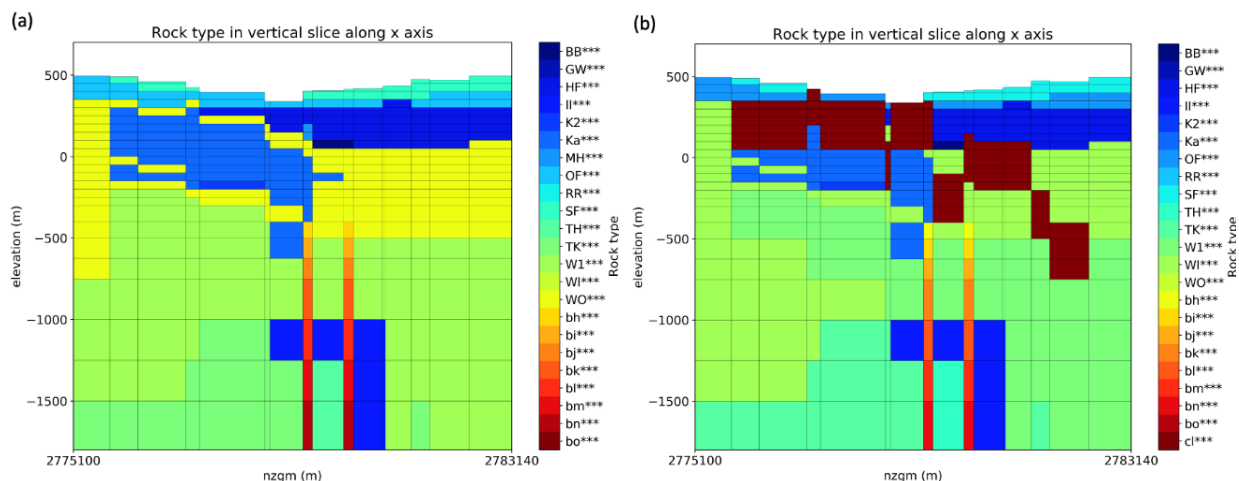 (a)
Rock type in vertical slice along x axis
500
0
−500
−1000
−1500
elevation (m)
2775100
2783140
nzgm (m)
BB***
GW***
HF***
II***
K2***
Ka***
MH***
OF***
RR***
SF***
TH***
TK***
W1***
WI***
WO***
bh***
bi***
bj***
bk***
bl***
bm***
bn***
bo***
Rock type
(b)
Rock type in vertical slice along x axis
500
0
−500
−1000
−1500
elevation (m)
2775100
2783140
nzgm (m)
BB***
GW***
HF***
II***
K2***
Ka***
OF***
RR***
SF***
TH***
TK***
W1***
WI***
WO***
bh***
bi***
bj***
bk***
bl***
bm***
bn***
bo***
cl***
Rock type